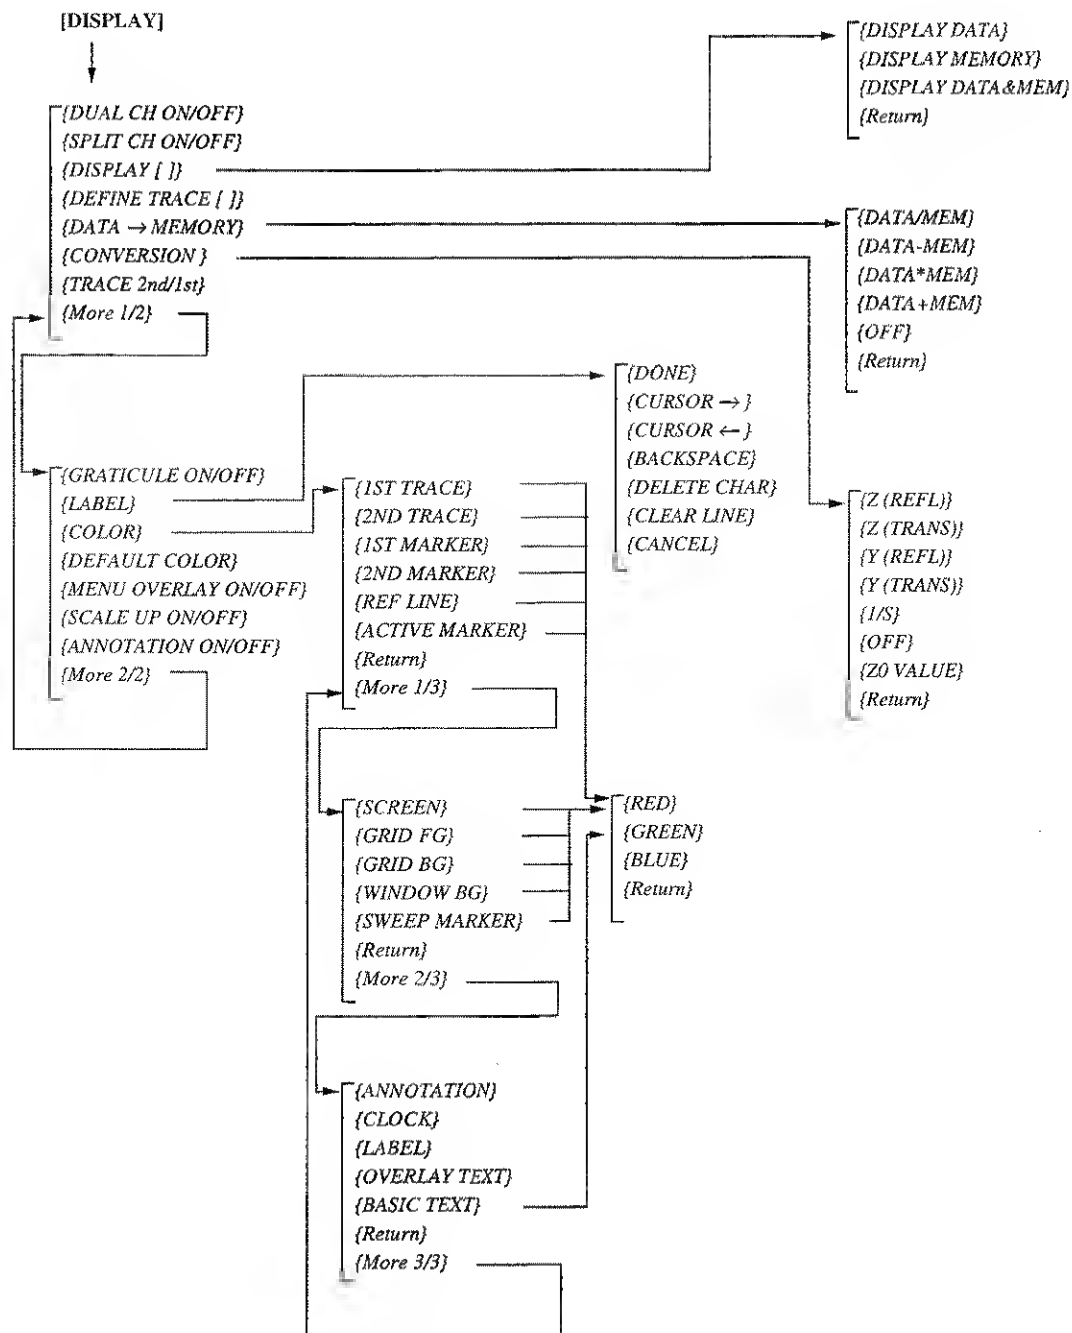 [DISPLAY]
{DUAL CH ON/OFF}
{SPLIT CH ON/OFF}
{DISPLAY [ ]}
{DEFINE TRACE [ ]}
{DATA → MEMORY}
{CONVERSION }
{TRACE 2nd/1st}
{More 1/2}
{DISPLAY DATA}
{DISPLAY MEMORY}
{DISPLAY DATA&MEM}
{Return}
{DATA/MEM}
{DATA-MEM}
{DATA*MEM}
{DATA+MEM}
{OFF}
{Return}
{GRATICULE ON/OFF}
{LABEL}
{COLOR}
{DEFAULT COLOR}
{MENU OVERLAY ON/OFF}
{SCALE UP ON/OFF}
{ANNOTATION ON/OFF}
{More 2/2}
{DONE}
{CURSOR → }
{CURSOR ← }
{BACKSPACE}
{DELETE CHAR}
{CLEAR LINE}
{CANCEL}
{Z (REFL)}
{Z (TRANS)}
{Y (REFL)}
{Y (TRANS)}
{1/S}
{OFF}
{Z0 VALUE}
{Return}
{1ST TRACE}
{2ND TRACE}
{1ST MARKER}
{2ND MARKER}
{REF LINE}
{ACTIVE MARKER}
{Return}
{More 1/3}
{SCREEN}
{GRID FG}
{GRID BG}
{WINDOW BG}
{SWEEP MARKER}
{Return}
{More 2/3}
{RED}
{GREEN}
{BLUE}
{Return}
{ANNOTATION}
{CLOCK}
{LABEL}
{OVERLAY TEXT}
{BASIC TEXT}
{Return}
{More 3/3}